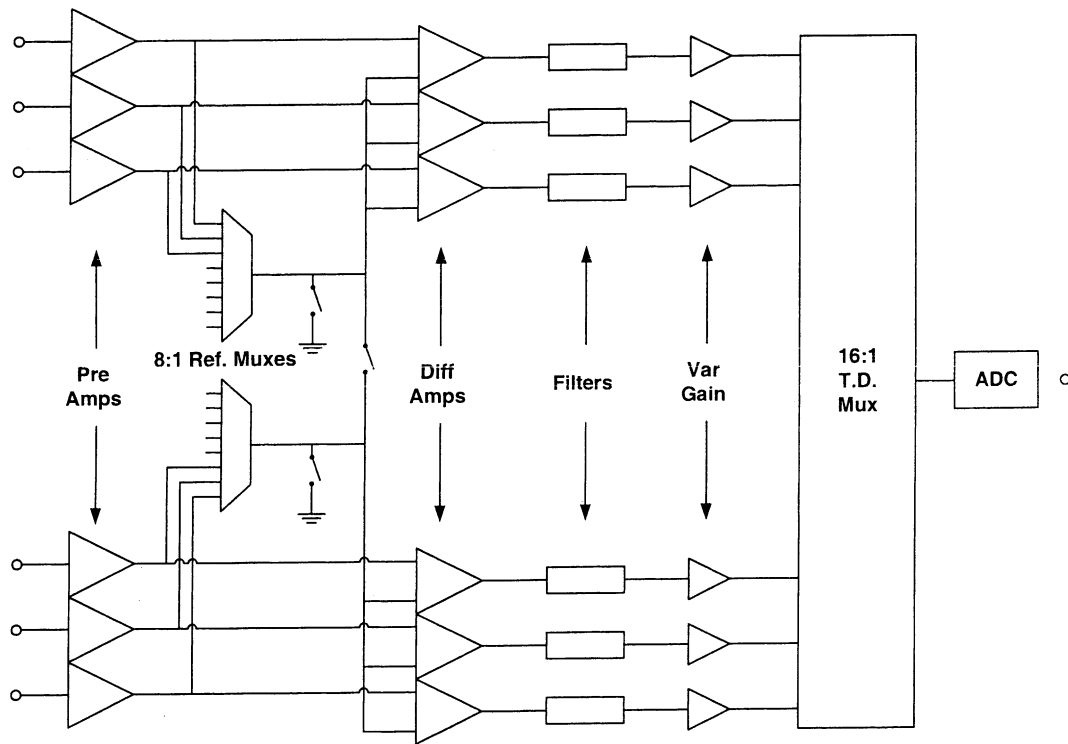 8:1 Ref. Muxes
Pre
Amps
Diff
Amps
Filters
Var
Gain
16:1
T.D.
Mux
ADC